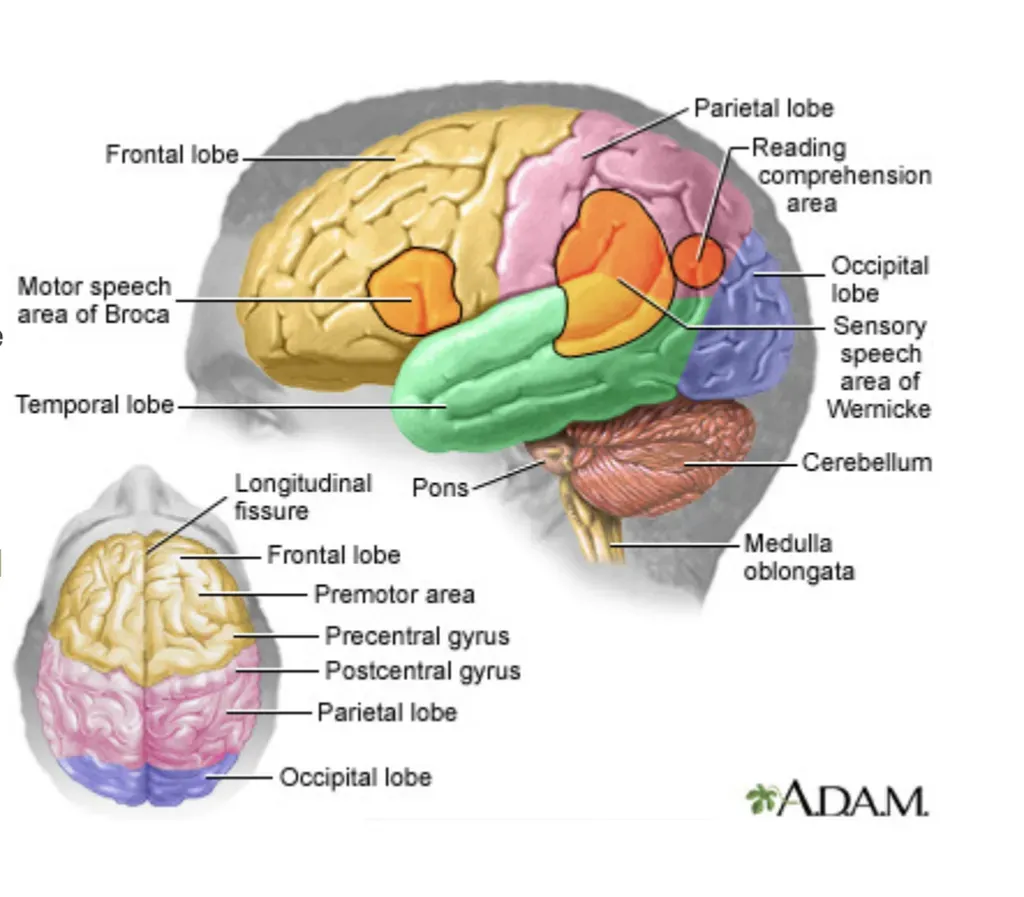 Parietal lobe
Frontal lobe
Reading
comprehension
area
Motor speech
area of Broca
Occipital
lobe
Sensory
speech
area of
Wernicke
Temporal lobe
Cerebellum
Pons
Medulla
oblongata
Longitudinal
fissure
Frontal lobe
Premotor area
Precentral gyrus
Postcentral gyrus
Parietal lobe
Occipital lobe
A.D.A.M.